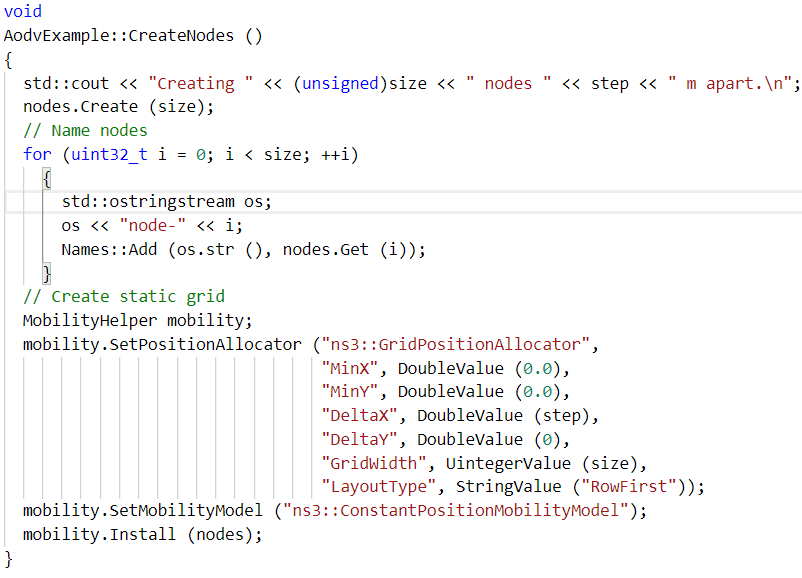 void
AodvExample::CreateNodes ()
{
  std::cout << "Creating " << (unsigned)size << " nodes " << step << " m apart.\n";
  nodes.Create (size);
  // Name nodes
  for (uint32_t i = 0; i < size; ++i)
    {
      std::ostringstream os;
      os << "node-" << i;
      Names::Add (os.str (), nodes.Get (i));
    }
  // Create static grid
  MobilityHelper mobility;
  mobility.SetPositionAllocator ("ns3::GridPositionAllocator",
                                 "MinX", DoubleValue (0.0),
                                 "MinY", DoubleValue (0.0),
                                 "DeltaX", DoubleValue (step),
                                 "DeltaY", DoubleValue (0),
                                 "GridWidth", UintegerValue (size),
                                 "LayoutType", StringValue ("RowFirst"));
  mobility.SetMobilityModel ("ns3::ConstantPositionMobilityModel");
  mobility.Install (nodes);
}